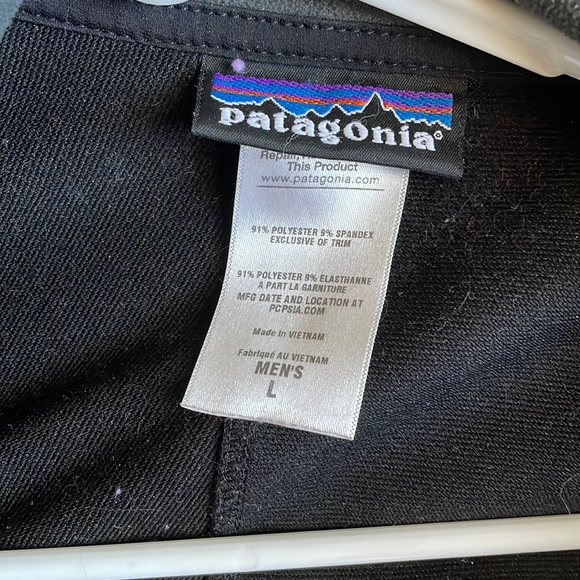 patagonia®
This Product
www.patagonia.com
91% POLYESTER 9% SPANDEX
EXCLUSIVE OF TRIM
91% POLYESTER 9% ELASTHANNE
A PART LA GARNITURE
MFG DATE AND LOCATION AT
PCPSIA.COM
Made in VIETNAM
Fabriqué AU VIETNAM
MEN'S
L